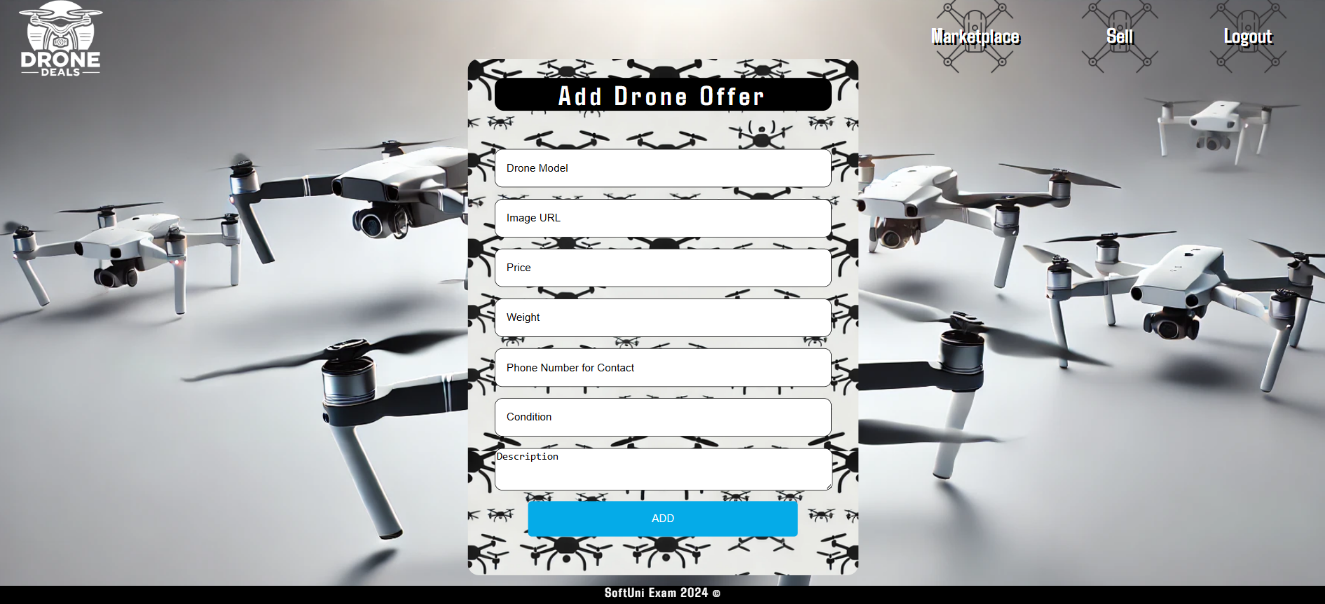 DRONE
DEALS
Marketplace
Sell
Logout
Add Drone Offer
Drone Model
Image URL
Price
Weight
Phone Number for Contact
Condition
Description
ADD
SoftUni Exam 2024 ©